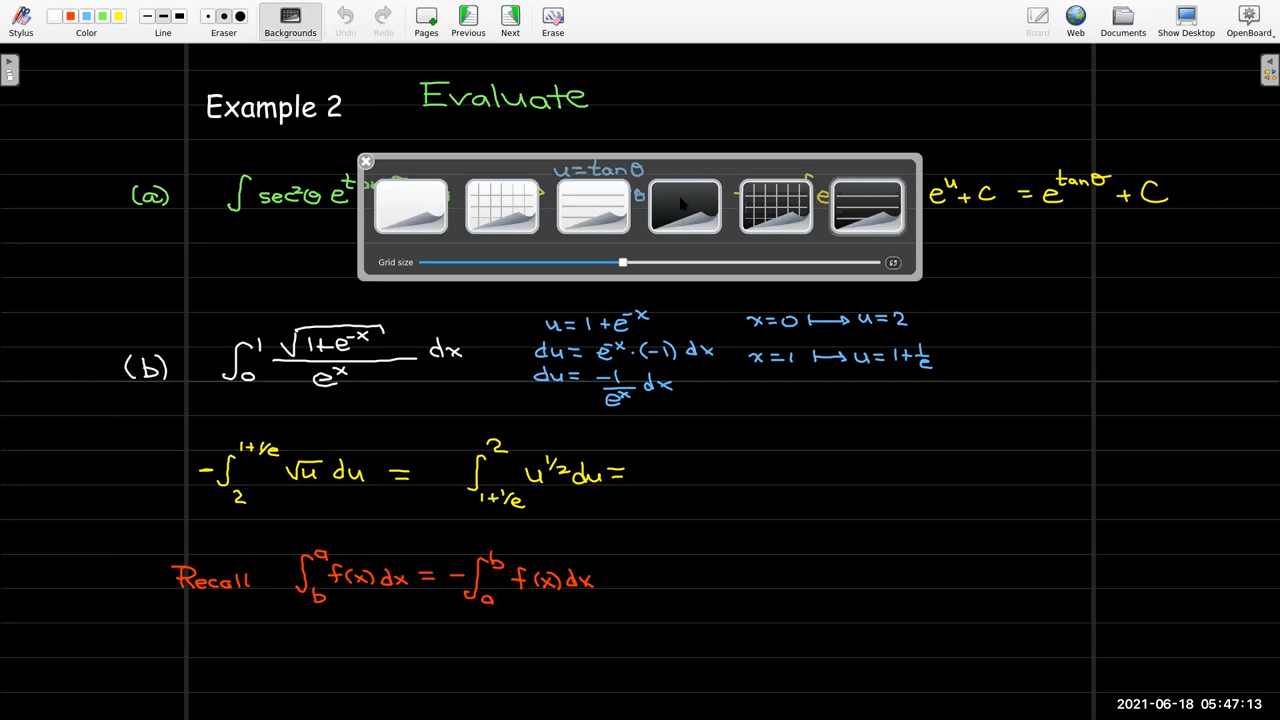 Stylus Color Line Eraser Backgrounds Undo Redo Pages Previous Next Erase Board Web Documents Show Desktop OpenBoard
Example 2 Evaluate
u = tanθ
(a) ∫ sec²θ e^t e^u + C = e^tanθ + C
Grid size
(b) ∫₀¹ √(1+e^-x) / e^x dx
u = 1 + e^-x x=0 ↦ u = 2
du = e^-x · (-1) dx x=1 ↦ u = 1 + 1/e
du = -1/e^x dx
-∫₂^(1+1/e) √u du = ∫_(1+1/e)^2 u^1/2 du =
Recall ∫_b^a f(x) dx = - ∫_a^b f(x) dx
2021-06-18 05:47:13